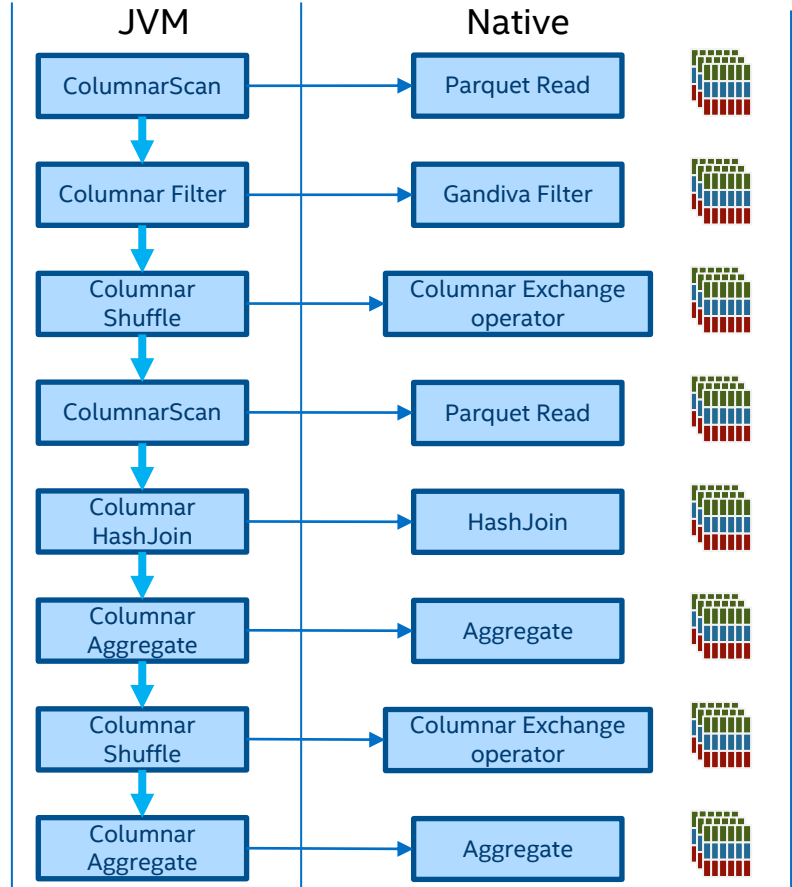 JVM
Native
ColumnarScan
Parquet Read
Columnar Filter
Gandiva Filter
Columnar
Shuffle
Columnar Exchange
operator
ColumnarScan
Parquet Read
Columnar
HashJoin
HashJoin
Columnar
Aggregate
Aggregate
Columnar
Shuffle
Columnar Exchange
operator
Columnar
Aggregate
Aggregate